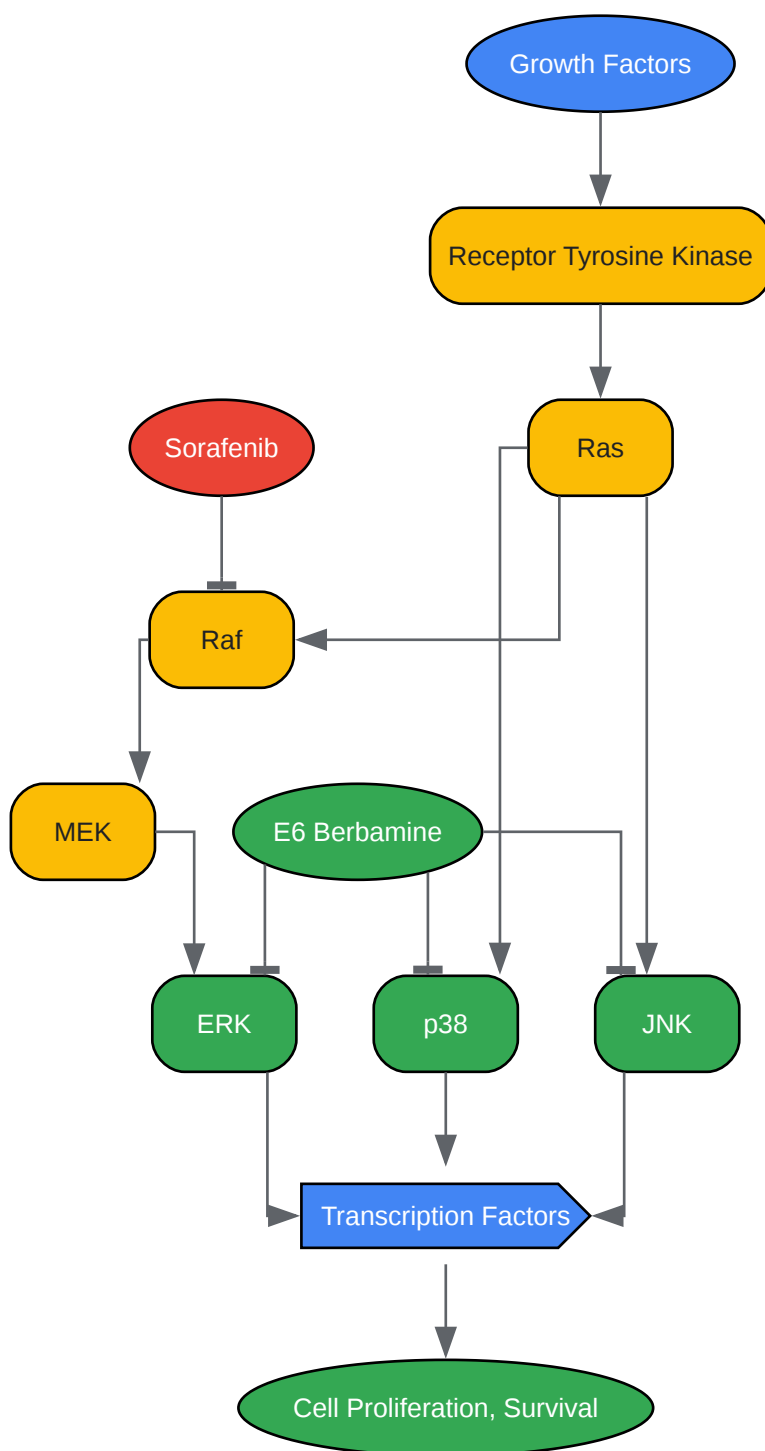 Growth Factors
Receptor Tyrosine Kinase
Sorafenib
Ras
Raf
MEK
E6 Berbamine
ERK
p38
JNK
Transcription Factors
Cell Proliferation, Survival